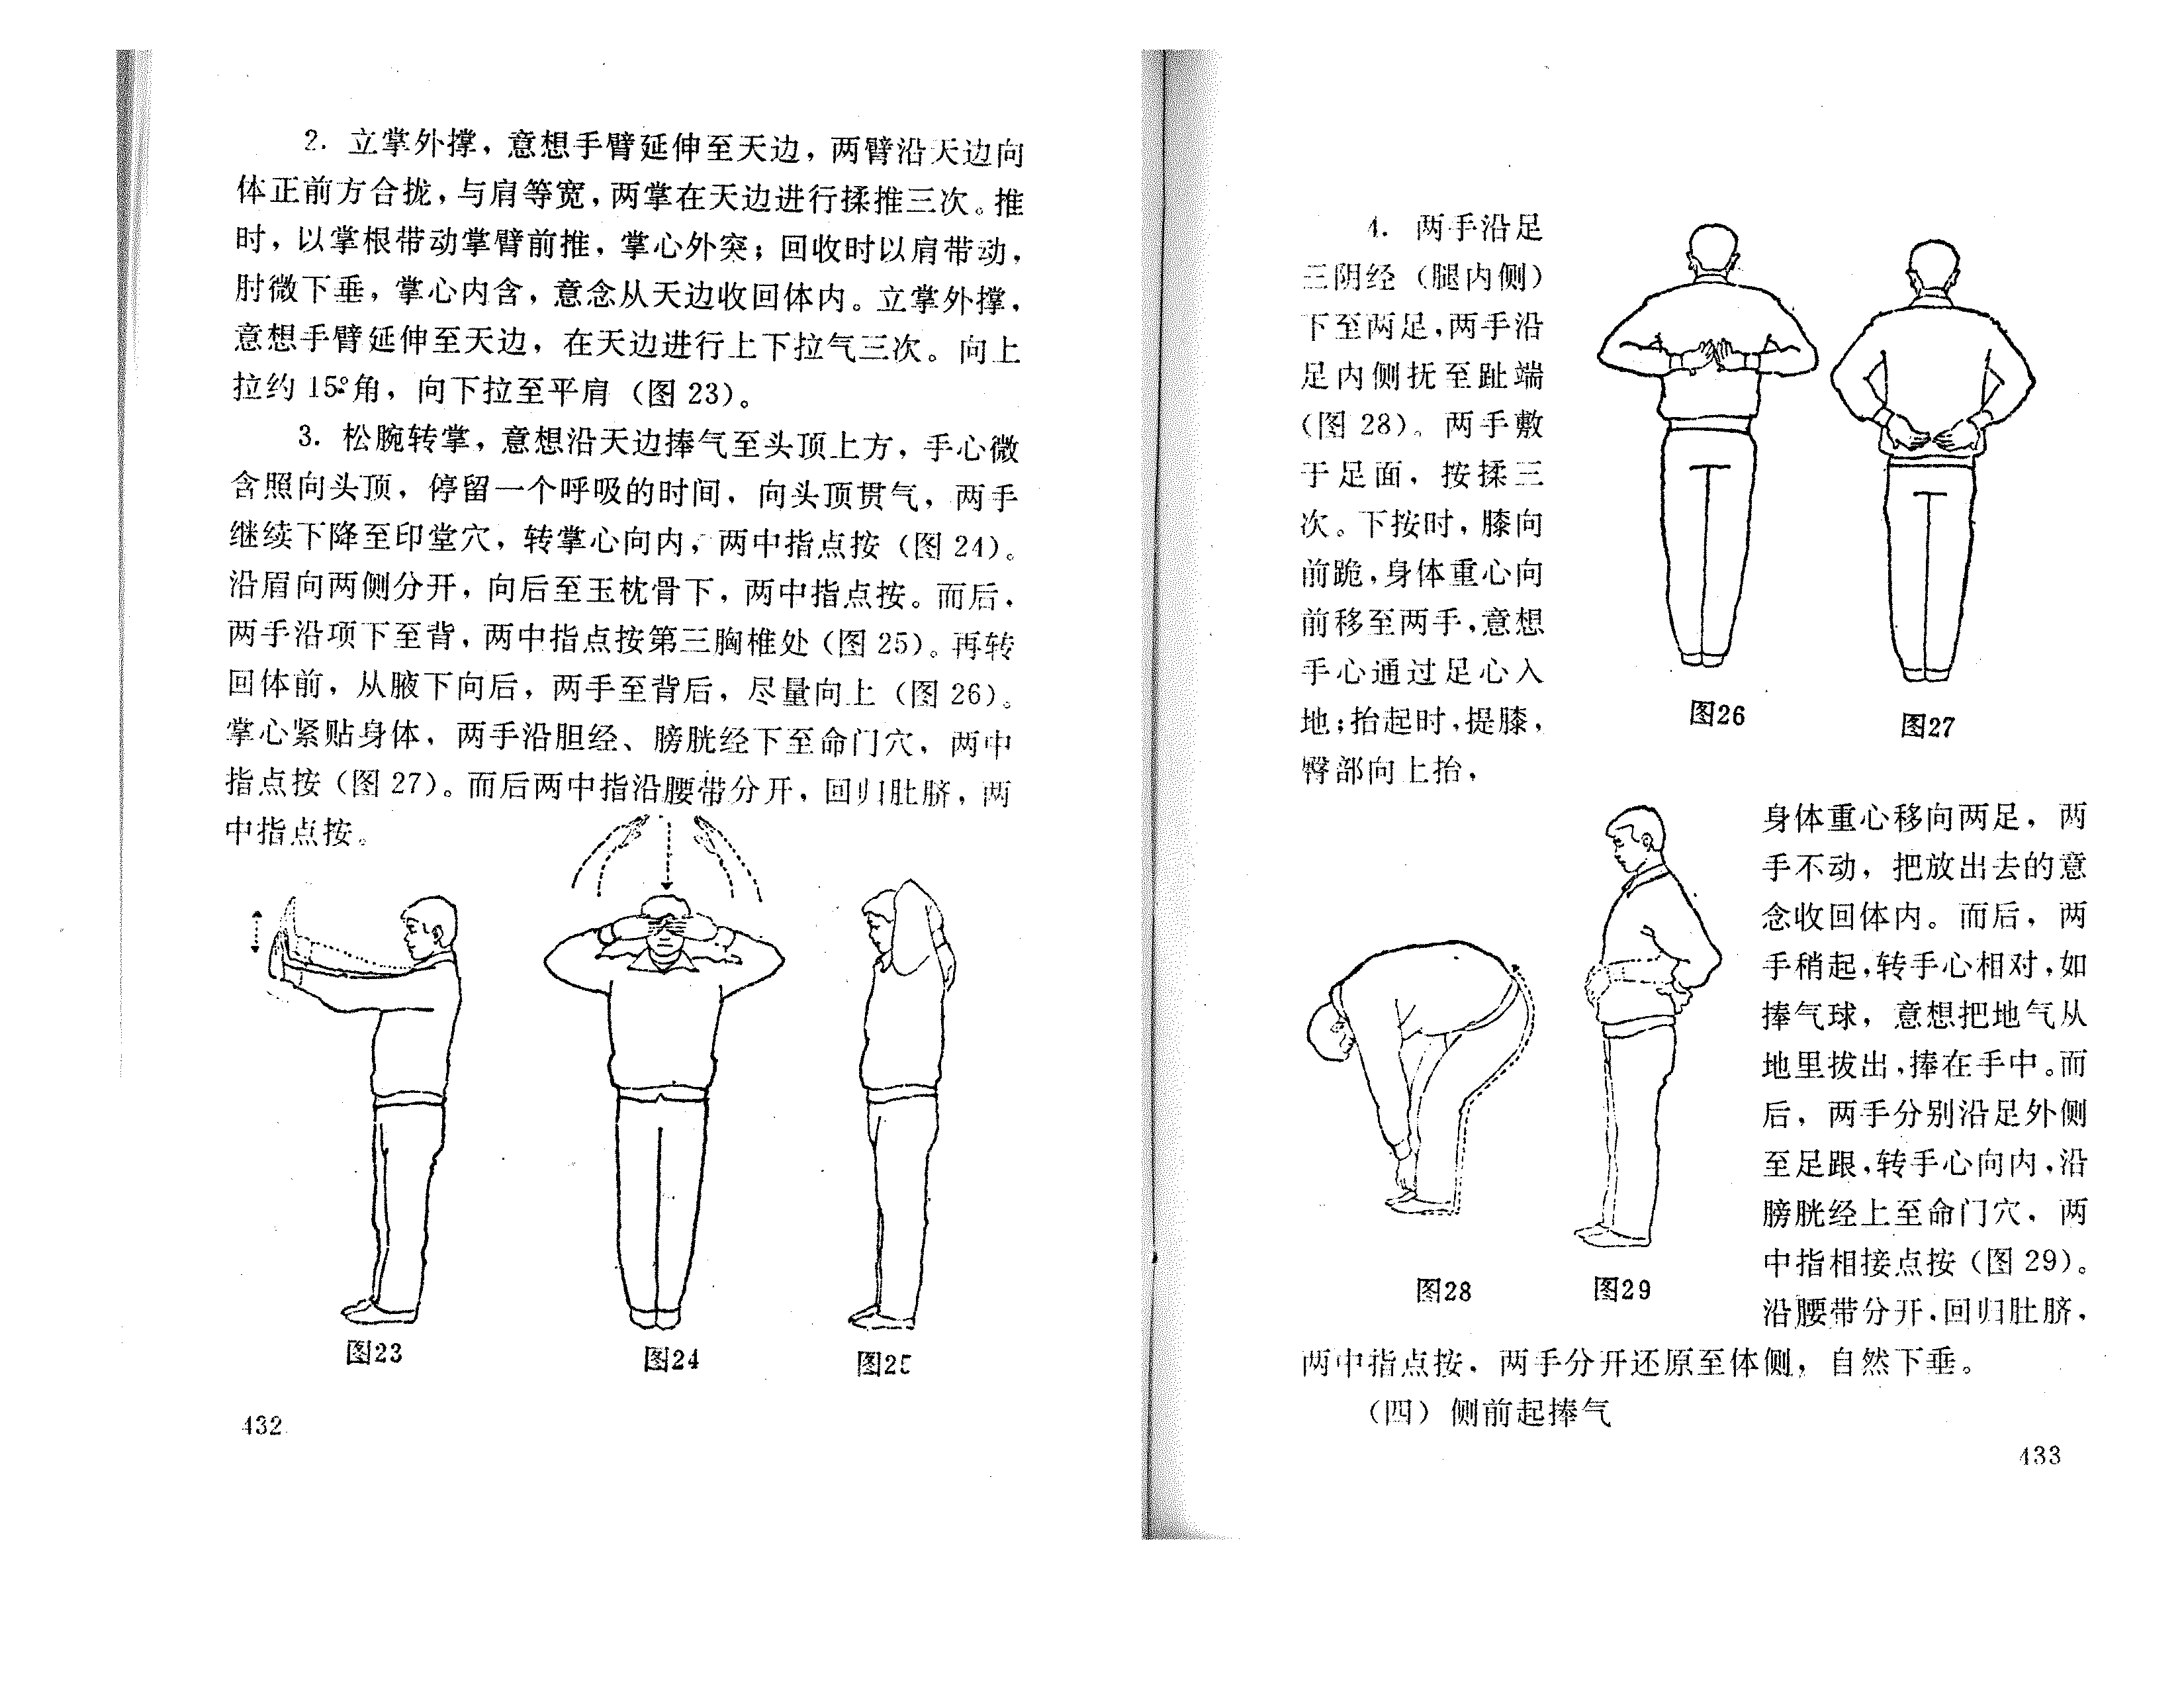 2. 立掌外撑，意想手臂延伸至天边，两臂沿天边向
体正前方合拢，与肩等宽，两掌在天边进行揉推三次。推
时，以掌根带动掌臂前推，掌心外突；回收时以肩带动，
肘微下垂，掌心内含，意念从天边收回体内。立掌外撑，
意想手臂延伸至天边，在天边进行上下拉气三次。向上
拉约15°角，向下拉至平肩（图23）。
3. 松腕转掌，意想沿天边捧气至头顶上方，手心微
含照向头顶，停留一个呼吸的时间，向头顶贯气，两手
继续下降至印堂穴，转掌心向内，两中指点按（图24）。
沿眉向两侧分开，向后至玉枕骨下，两中指点按。而后，
两手沿项下至背，两中指点按第三胸椎处（图25）。再转
回体前，从腋下向后，两手至背后，尽量向上（图26）。
掌心紧贴身体，两手沿胆经、膀胱经下至命门穴，两中
指点按（图27）。而后两中指沿腰带分开，回归肚脐，两
中指点按。
图23
图24
图25
432
4. 两手沿足
三阴经（腿内侧）
下至两足，两手沿
足内侧抚至趾端
（图28）。两手敷
于足面，按揉三
次。下按时，膝向
前跪，身体重心向
前移至两手，意想
手心通过足心入
地；抬起时，提膝，
臀部向上抬，
图26
图27
身体重心移向两足，两
手不动，把放出去的意
念收回体内。而后，两
手稍起，转手心相对，如
捧气球，意想把地气从
地里拔出，捧在手中。而
后，两手分别沿足外侧
至足跟，转手心向内，沿
膀胱经上至命门穴，两
中指相接点按（图29）。
沿腰带分开，回归肚脐，
图28
图29
两中指点按，两手分开还原至体侧，自然下垂。
（四）侧前起捧气
433